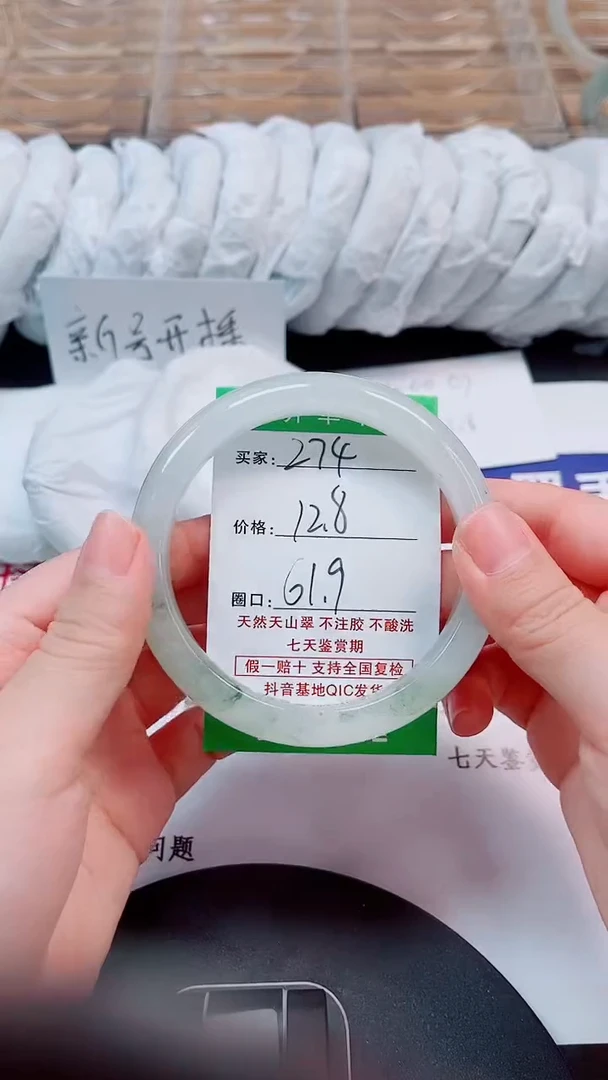 新号开播
买家: 274
价格: 12.8
圈口: 61.9
天然天山翠 不注胶 不酸洗
七天鉴赏期
假一赔十 支持全国复检
抖音基地QIC发货
七天鉴赏
问题